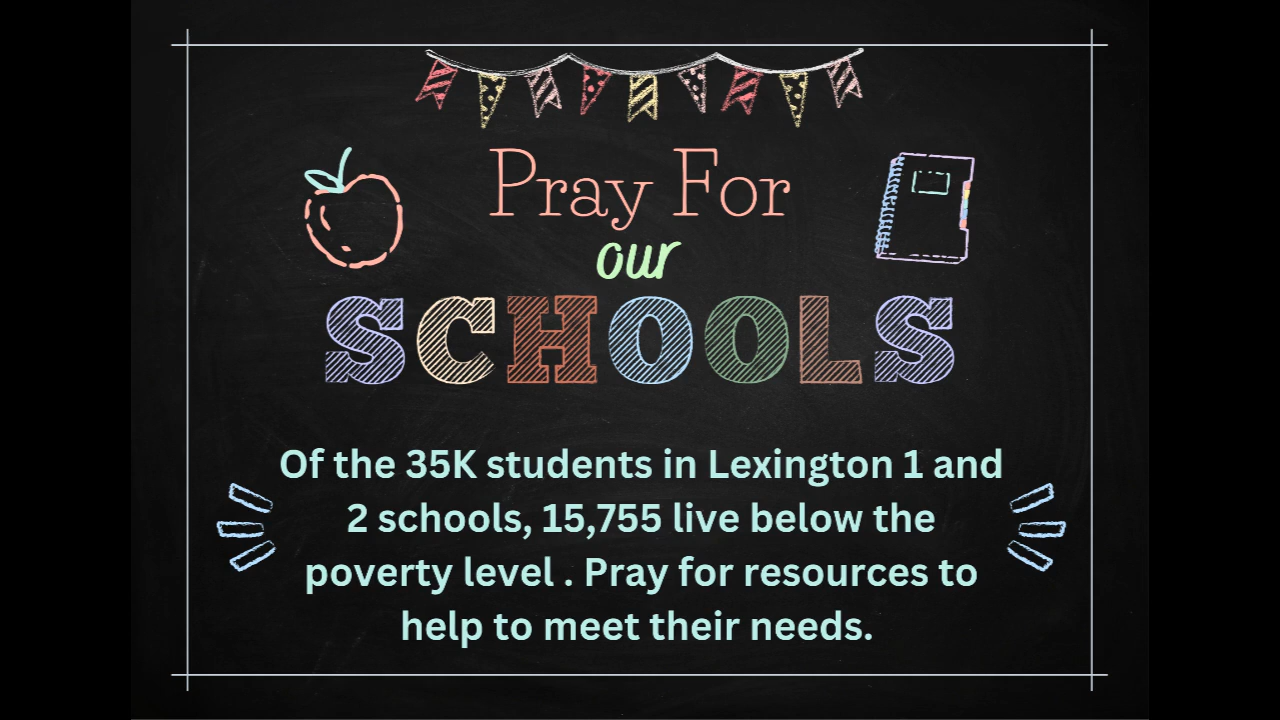 Pray For
our
SCHOOLS
Of the 35K students in Lexington 1 and
2 schools, 15,755 live below the
poverty level . Pray for resources to
help to meet their needs.